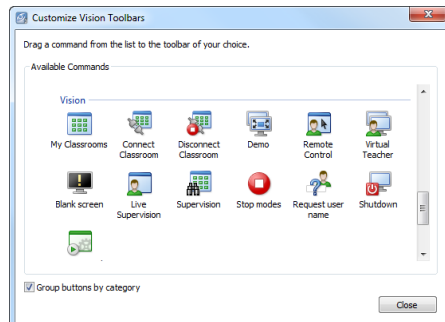 Customize Vision Toolbars
Drag a command from the list to the toolbar of your choice.
Available Commands
Vision
My Classrooms Connect Classroom Disconnect Classroom Demo Remote Control Virtual Teacher
Blank screen Live Supervision Supervision Stop modes Request user name Shutdown
Group buttons by category
Close